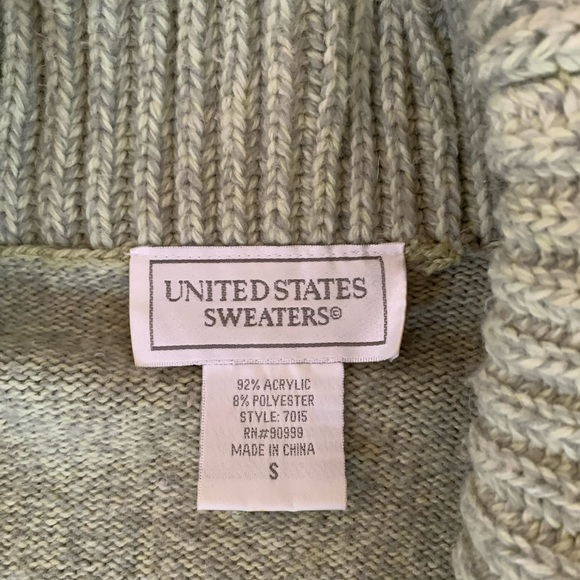 UNITED STATES
SWEATERS©
92% ACRYLIC
8% POLYESTER
STYLE: 7015
RN#90999
MADE IN CHINA
S